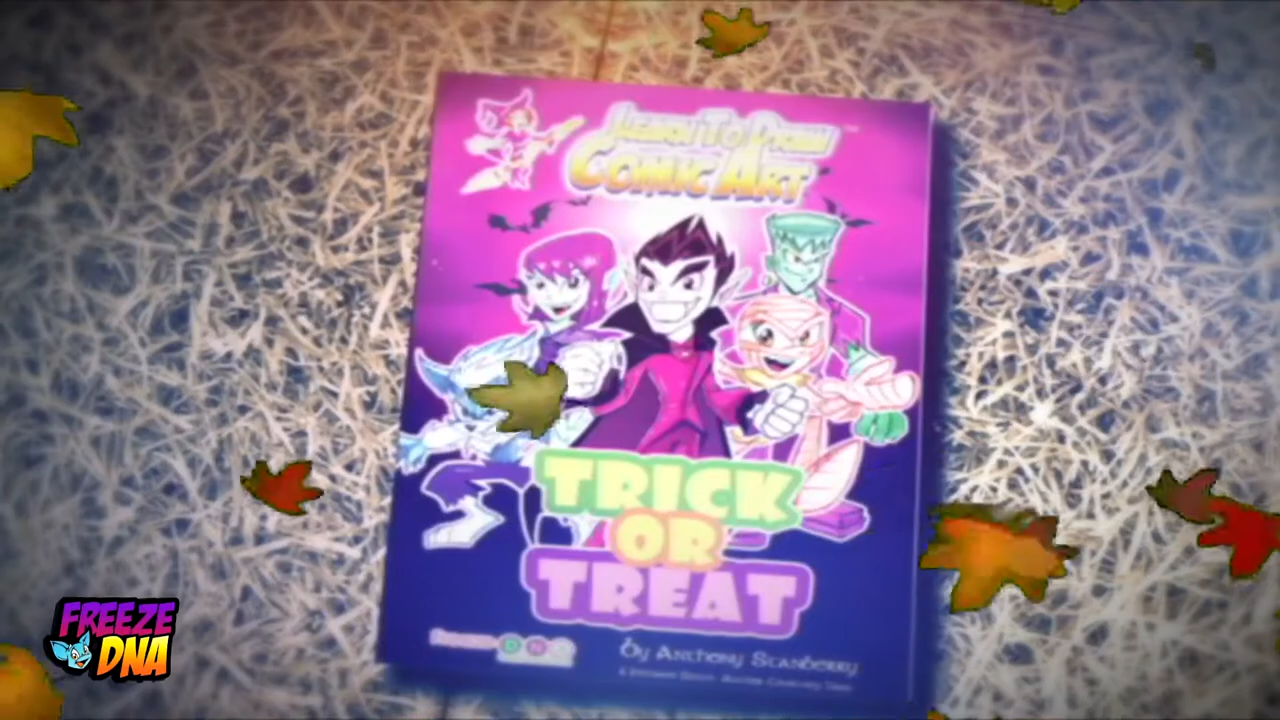 Learn To Draw
Comic Art
TRICK
OR
TREAT
By Anthony Stanberry
FREEZE
DNA